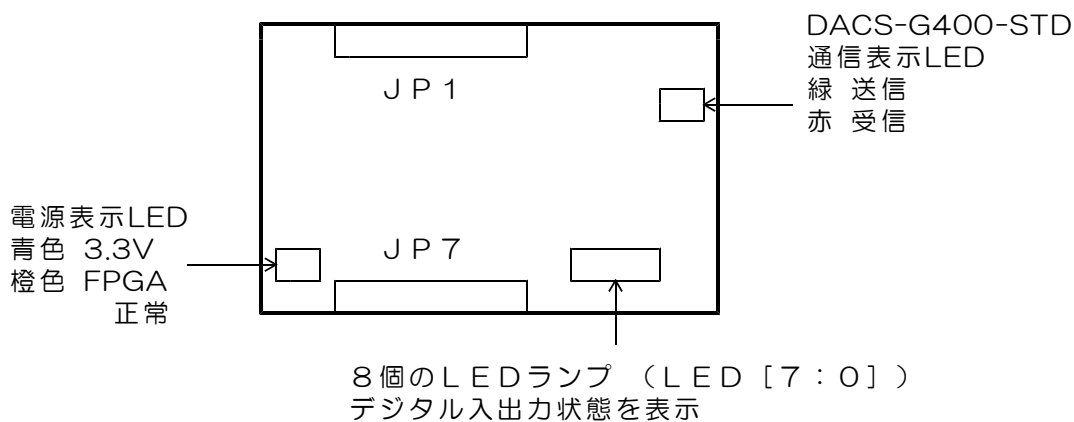 DACS-G400-STD
通信表示LED
緑 送信
赤 受信
ＪＰ１
電源表示LED
青色 3.3V
橙色 FPGA
正常
ＪＰ７
８個のＬＥＤランプ （ＬＥＤ［７：０］）
デジタル入出力状態を表示